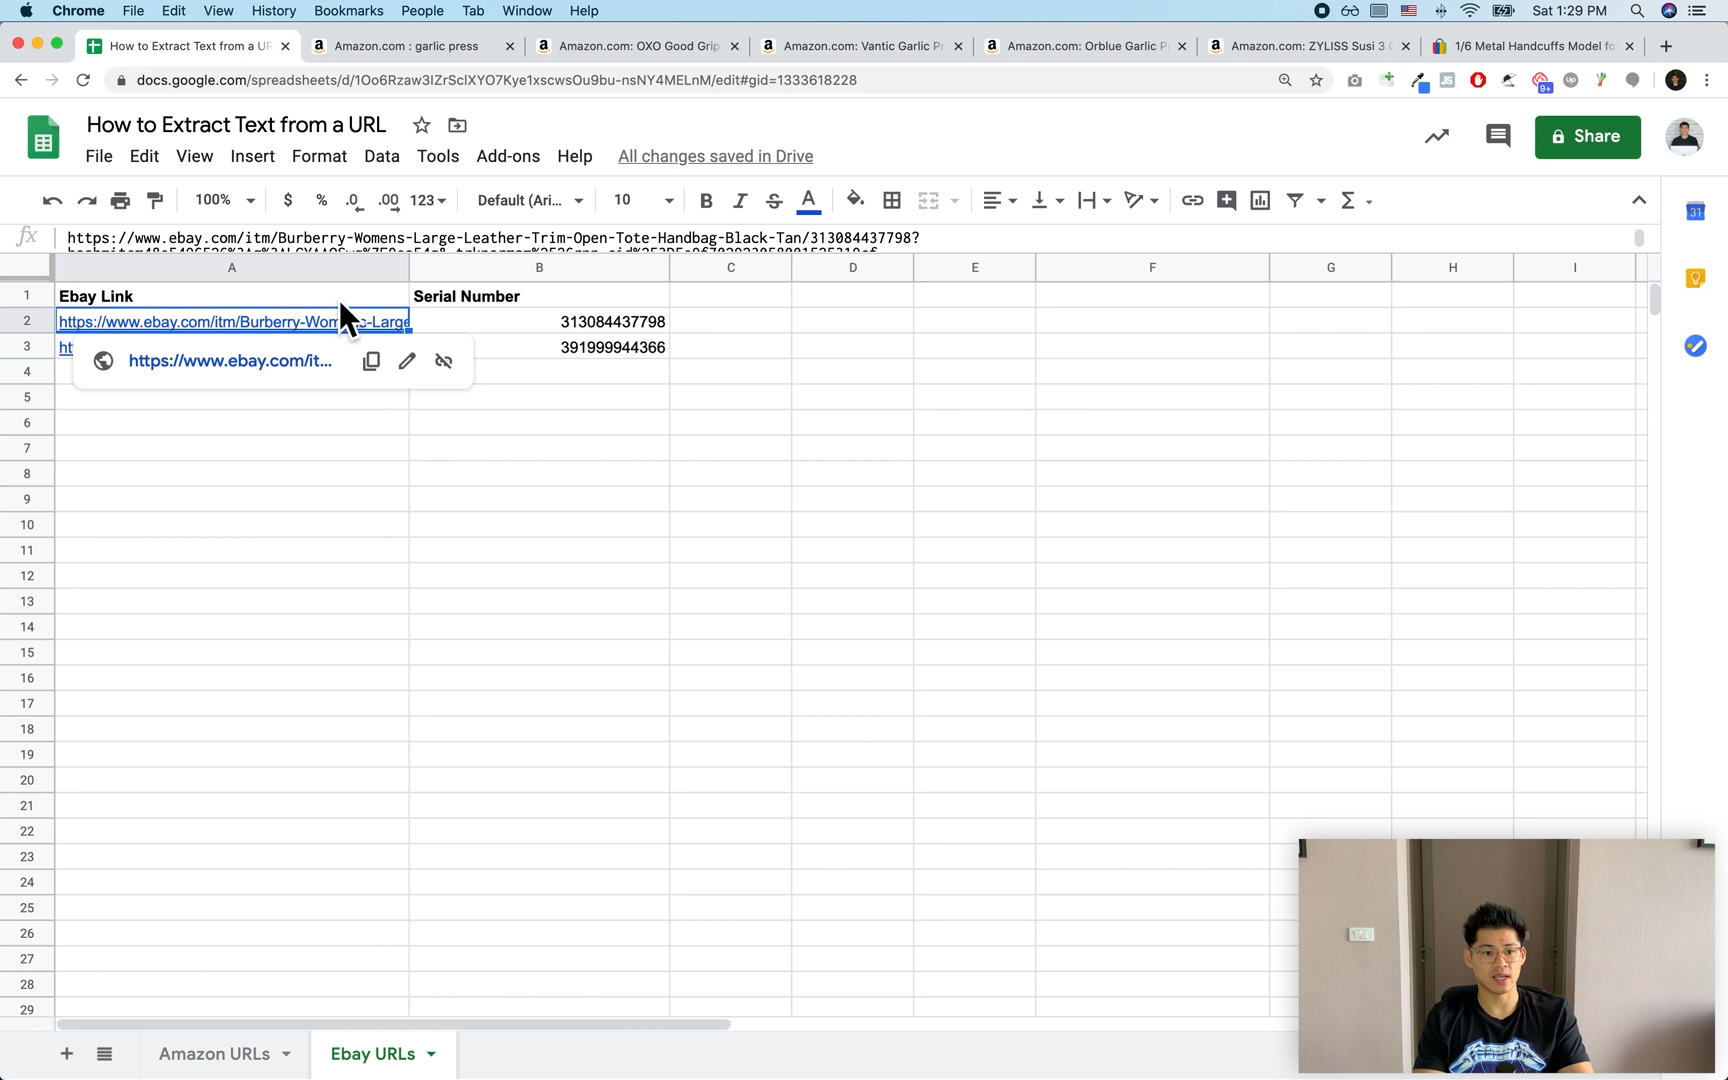 Chrome File Edit View History Bookmarks People Tab Window Help Sat 1:29 PM
How to Extract Text from a UR Amazon.com : garlic press Amazon.com: OXO Good Grip Amazon.com: Vantic Garlic Pr Amazon.com: Orblue Garlic P Amazon.com: ZYLISS Susi 3 1/6 Metal Handcuffs Model fo
docs.google.com/spreadsheets/d/1Oo6Rzaw3IZrSclXYO7Kye1xscwsOu9bu-nsNY4MELnM/edit#gid=1333618228 JS 9+ Up
How to Extract Text from a URL
File Edit View Insert Format Data Tools Add-ons Help All changes saved in Drive Share
100% $ % .0 .00 123 Default (Ari... 10 B I S A Σ 31
fx https://www.ebay.com/itm/Burberry-Womens-Large-Leather-Trim-Open-Tote-Handbag-Black-Tan/313084437798?
A B C D E F G H I
1 Ebay Link Serial Number
2 https://www.ebay.com/itm/Burberry-Wom -Large 313084437798
3 ht 391999944366
https://www.ebay.com/it...
4
5
6
7
8
9
10
11
12
13
14
15
16
17
18
19
20
21
22
23
24
25
26
27
28
29
Amazon URLs Ebay URLs